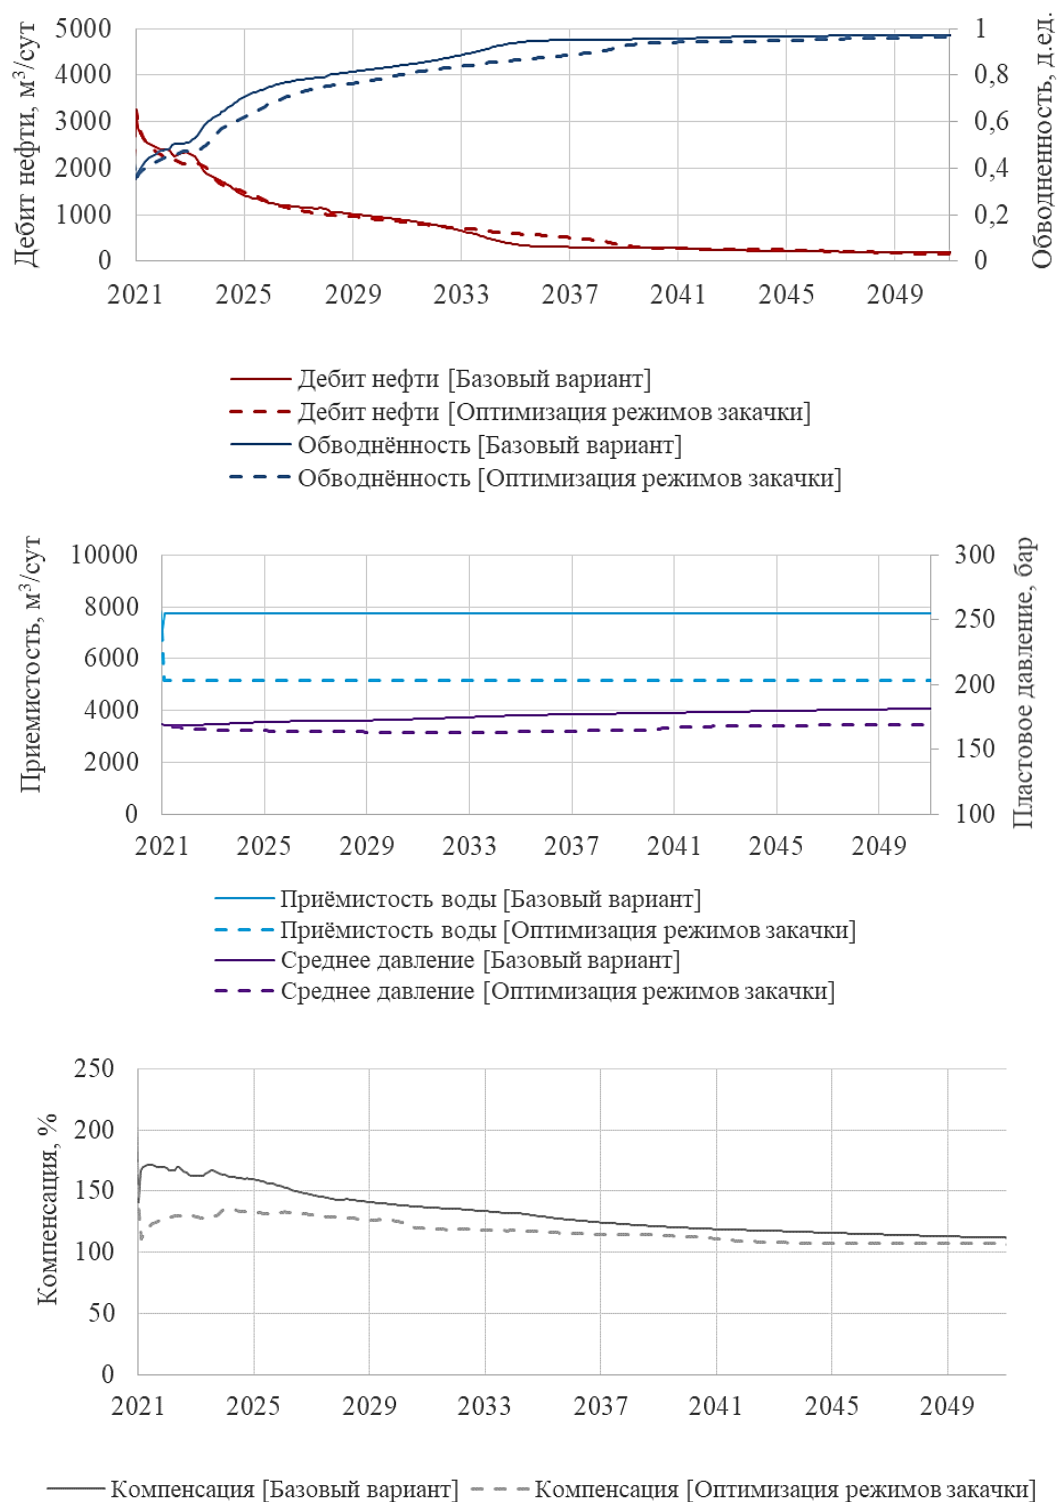 Дебит нефти, м³/сут
5000
4000
3000
2000
1000
0
1
0,8
0,6
0,4
0,2
0
Обводненность, д.ед.
2021 2025 2029 2033 2037 2041 2045 2049
Дебит нефти [Базовый вариант]
Дебит нефти [Оптимизация режимов закачки]
Обводнённость [Базовый вариант]
Обводнённость [Оптимизация режимов закачки]
Приемистость, м³/сут
10000
8000
6000
4000
2000
0
300
250
200
150
100
Пластовое давление, бар
2021 2025 2029 2033 2037 2041 2045 2049
Приёмистость воды [Базовый вариант]
Приёмистость воды [Оптимизация режимов закачки]
Среднее давление [Базовый вариант]
Среднее давление [Оптимизация режимов закачки]
Компенсация, %
250
200
150
100
50
0
2021 2025 2029 2033 2037 2041 2045 2049
Компенсация [Базовый вариант] Компенсация [Оптимизация режимов закачки]